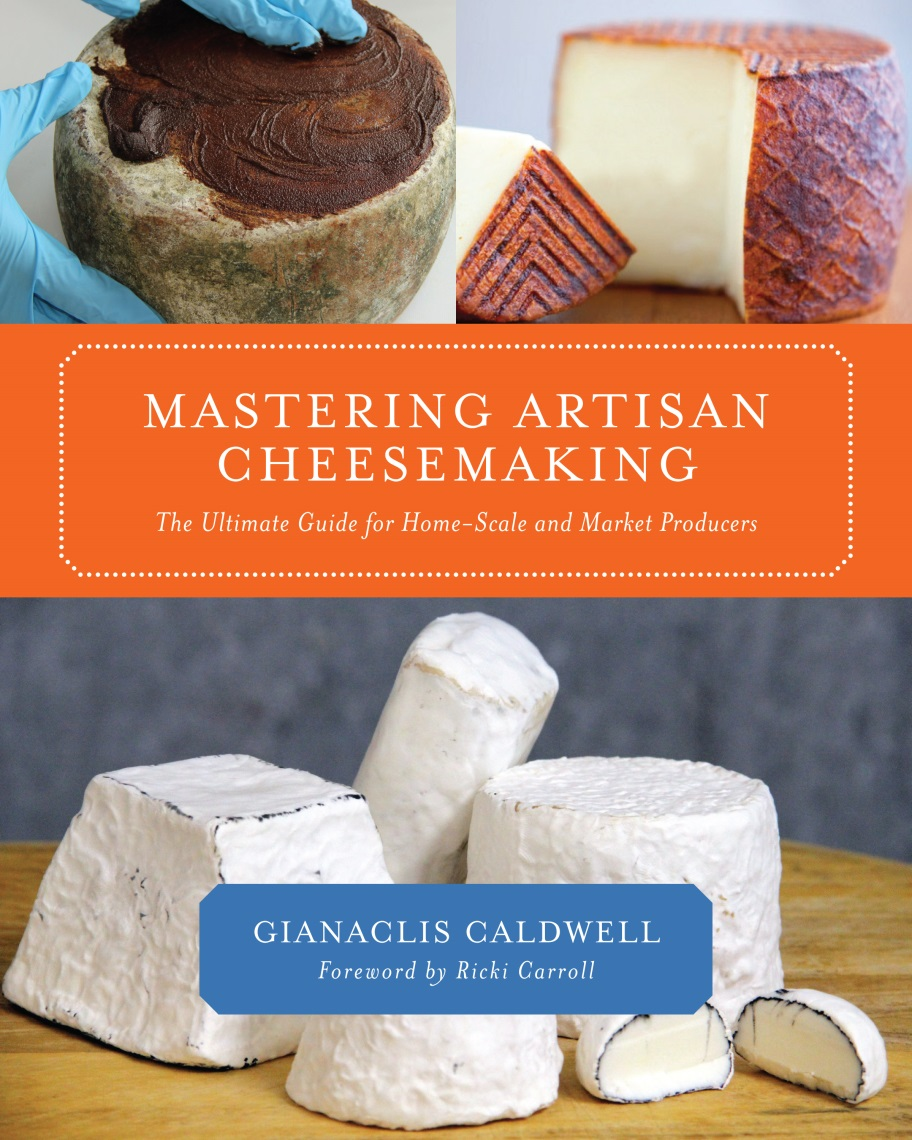 MASTERING ARTISAN
CHEESEMAKING
The Ultimate Guide for Home-Scale and Market Producers
GIANACLIS CALDWELL
Foreword by Ricki Carroll